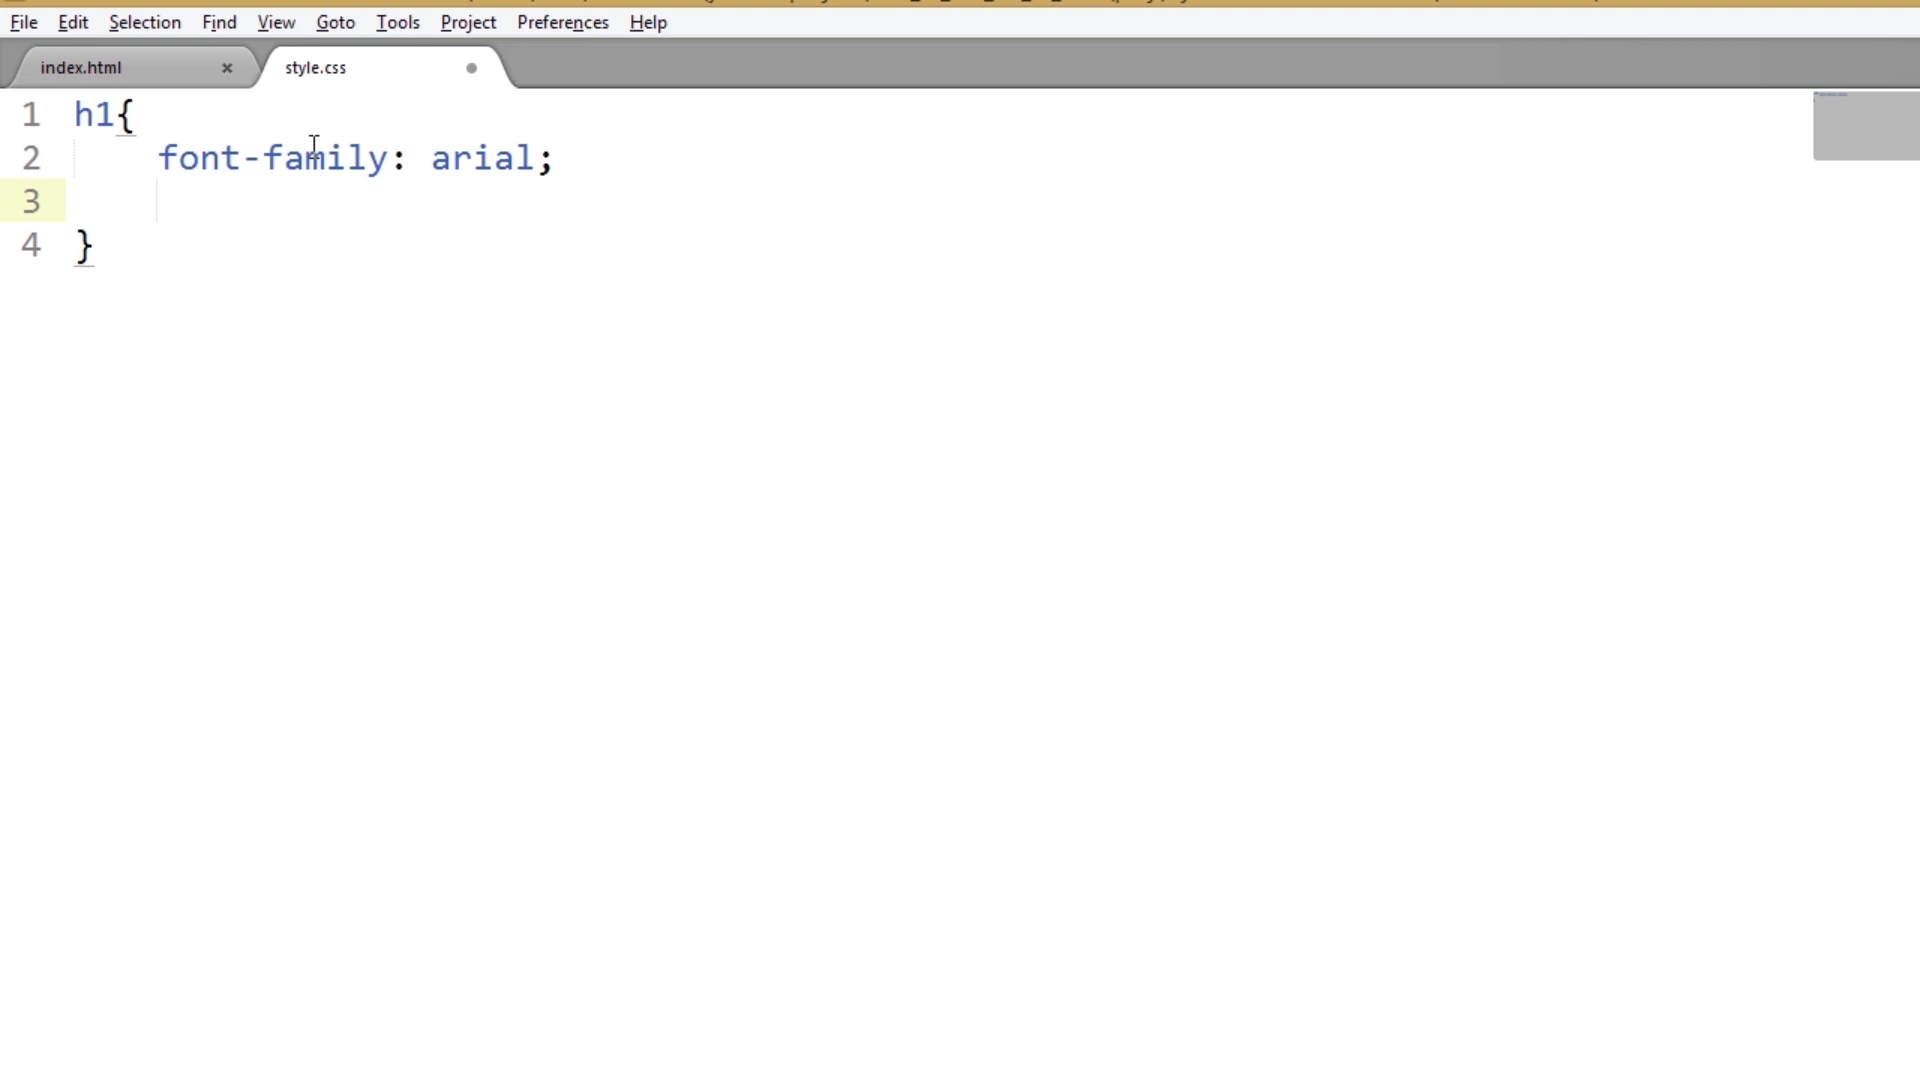 File Edit Selection Find View Goto Tools Project Preferences Help
index.html × style.css
1 h1{
2 font-family: arial;
3
4 }